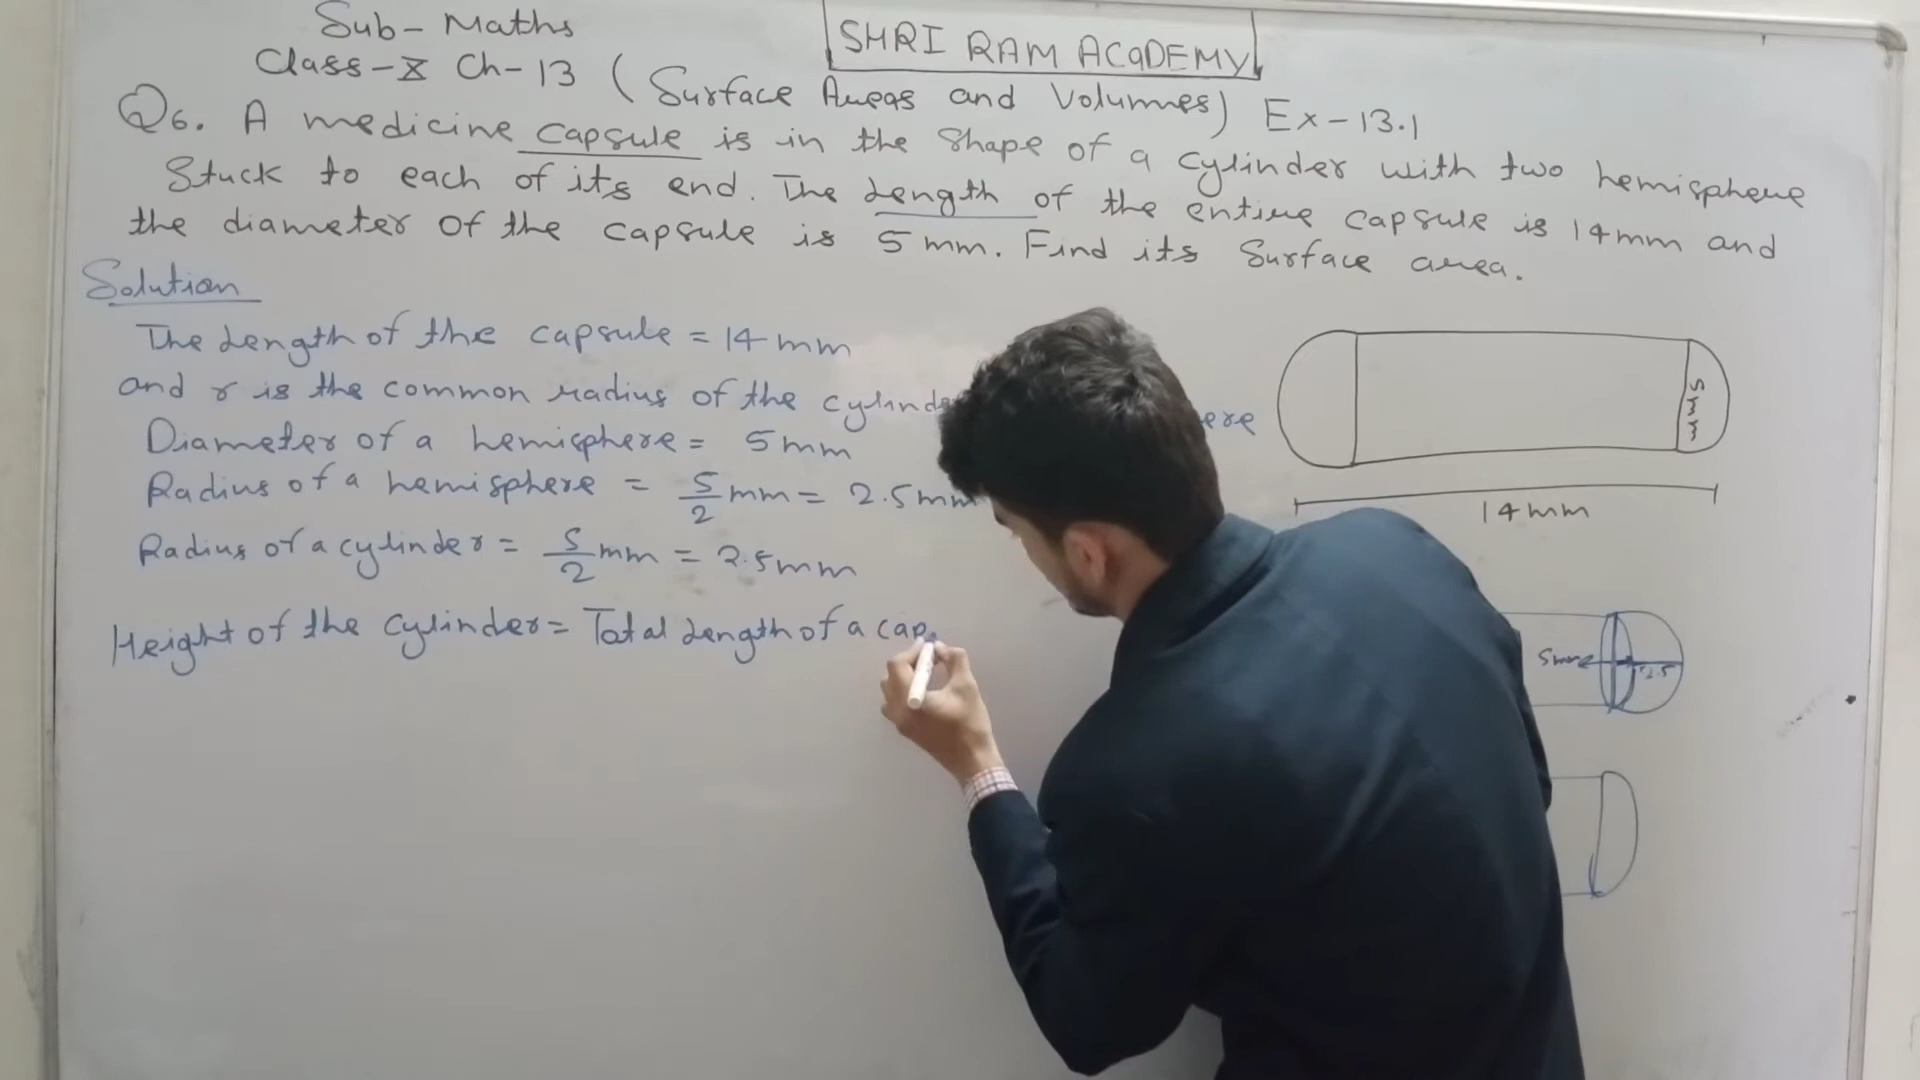 Sub- Maths
SHRI RAM ACADEMY
Class-X Ch-13 (Surface Areas and Volumes) Ex-13.1
Q6. A medicine capsule is in the shape of a cylinder with two hemisphere
Stuck to each of its end. The Length of the entire capsule is 14mm and
the diameter of the capsule is 5mm. Find its Surface area.
Solution
The Length of the capsule = 14mm
and r is the common radius of the cylinde
ere
Diameter of a hemisphere = 5mm
Radius of a hemisphere = 5/2 mm = 2.5mm
Radius of a cylinder = 5/2 mm = 2.5mm
Height of the cylinder = Total Length of a cap
5mm
14mm
5mm
2.5